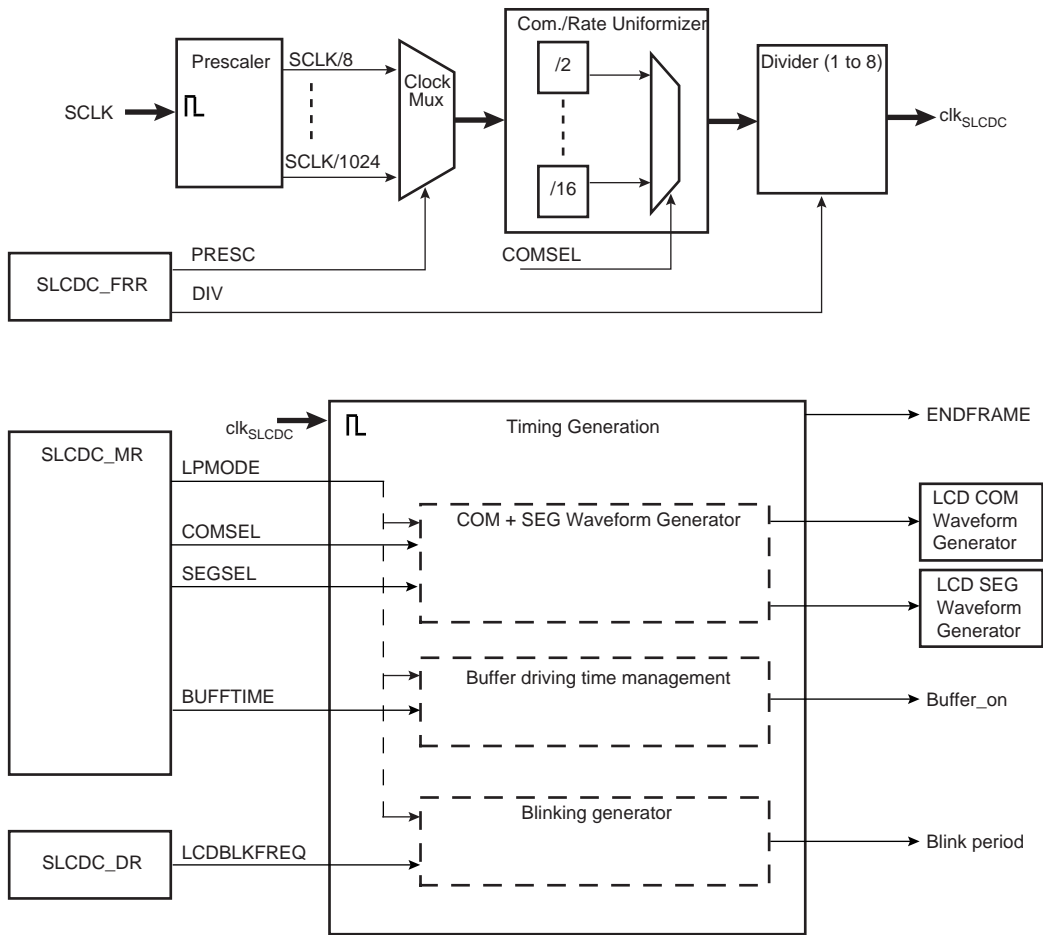 Com./Rate Uniformizer
Prescaler
SCLK/8
Clock
Mux
/2
Divider (1 to 8)
SCLK
clkSLCDC
SCLK/1024
/16
PRESC
COMSEL
SLCDC_FRR
DIV
clkSLCDC
Timing Generation
ENDFRAME
SLCDC_MR
LPMODE
COM + SEG Waveform Generator
LCD COM
Waveform
Generator
COMSEL
SEGSEL
LCD SEG
Waveform
Generator
Buffer driving time management
BUFFTIME
Buffer_on
Blinking generator
SLCDC_DR
LCDBLKFREQ
Blink period